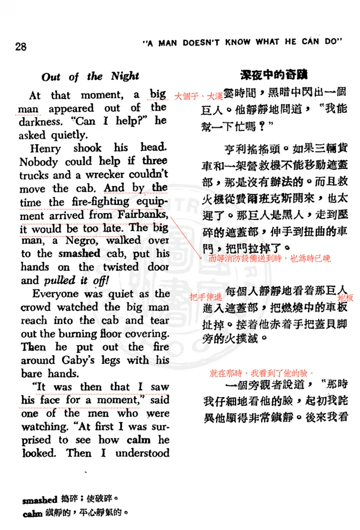 28
"A MAN DOESN'T KNOW WHAT HE CAN DO"
Out of the Night
At that moment, a big
man appeared out of the
darkness. "Can I help?" he
asked quietly.
Henry shook his head.
Nobody could help if three
trucks and a wrecker couldn't
move the cab. And by the
time the fire-fighting equip-
ment arrived from Fairbanks,
it would be too late. The big
man, a Negro, walked over
to the smashed cab, put his
hands on the twisted door
and pulled it off!
Everyone was quiet as the
crowd watched the big man
reach into the cab and tear
out the burning floor covering.
Then he put out the fire
around Gaby's legs with his
bare hands.
"It was then that I saw
his face for a moment," said
one of the men who were
watching. "At first I was sur-
prised to see how calm he
looked. Then I understood
深夜中的奇蹟
大個子、大漢
霎時間，黑暗中閃出一個
巨人。他靜靜地問道，"我能
幫一下忙嗎？"
亨利搖搖頭。如果三輛貨
車和一架營救機不能移動遮蓋
部，那是沒有辦法的。而且救
火機從費爾班克斯開來，也太
遲了。那巨人是黑人，走到壓
碎的遮蓋部，伸手到扭曲的車
門，把門拉掉了。
而等消防設備送到時，也為時已晚
每個人靜靜地看着那巨人
把手伸進
進入遮蓋部，把燃燒中的車板
地板
扯掉。接着他赤着手把蓋貝脚
旁的火撲滅。
就在那時，我看到了他的臉，
一個旁觀者說道，"那時
我仔細地看他的臉，起初我詫
異他顯得非常鎮靜。後來我看
smashed 搗碎；使破碎。
calm 鎮靜的，平心靜氣的。